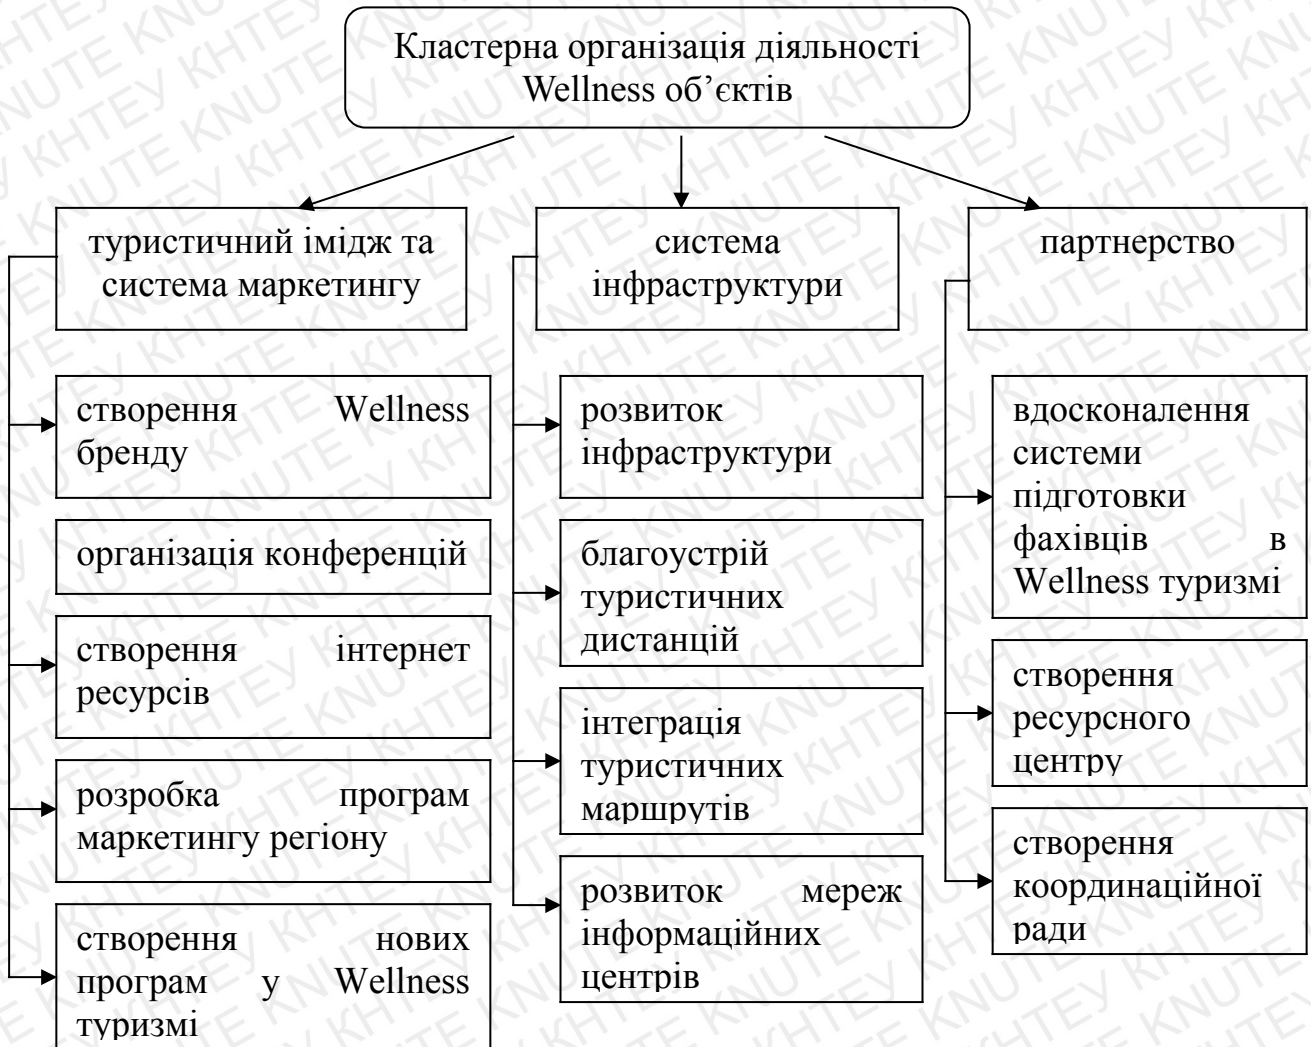 Кластерна організація діяльності
Wellness об’єктів
туристичний імідж та
система маркетингу
створення Wellness
бренду
організація конференцій
створення інтернет
ресурсів
розробка програм
маркетингу регіону
створення нових
програм у Wellness
туризмі
система
інфраструктури
розвиток
інфраструктури
благоустрій
туристичних
дистанцій
інтеграція
туристичних
маршрутів
розвиток мереж
інформаційних
центрів
партнерство
вдосконалення
системи
підготовки
фахівців в
Wellness туризмі
створення
ресурсного
центру
створення
координаційної
ради